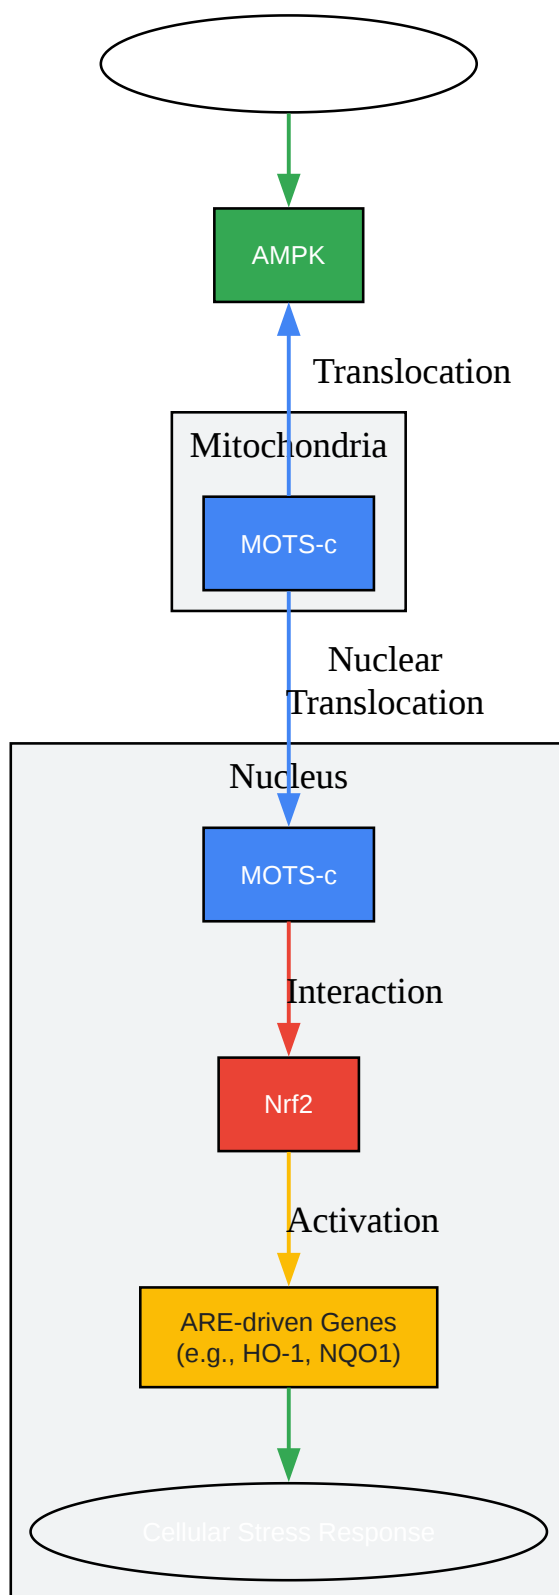 AMPK
Translocation
Mitochondria
MOTS-c
Nuclear
Translocation
Nucleus
MOTS-c
Interaction
Nrf2
Activation
ARE-driven Genes
(e.g., HO-1, NQO1)
Cellular Stress Response